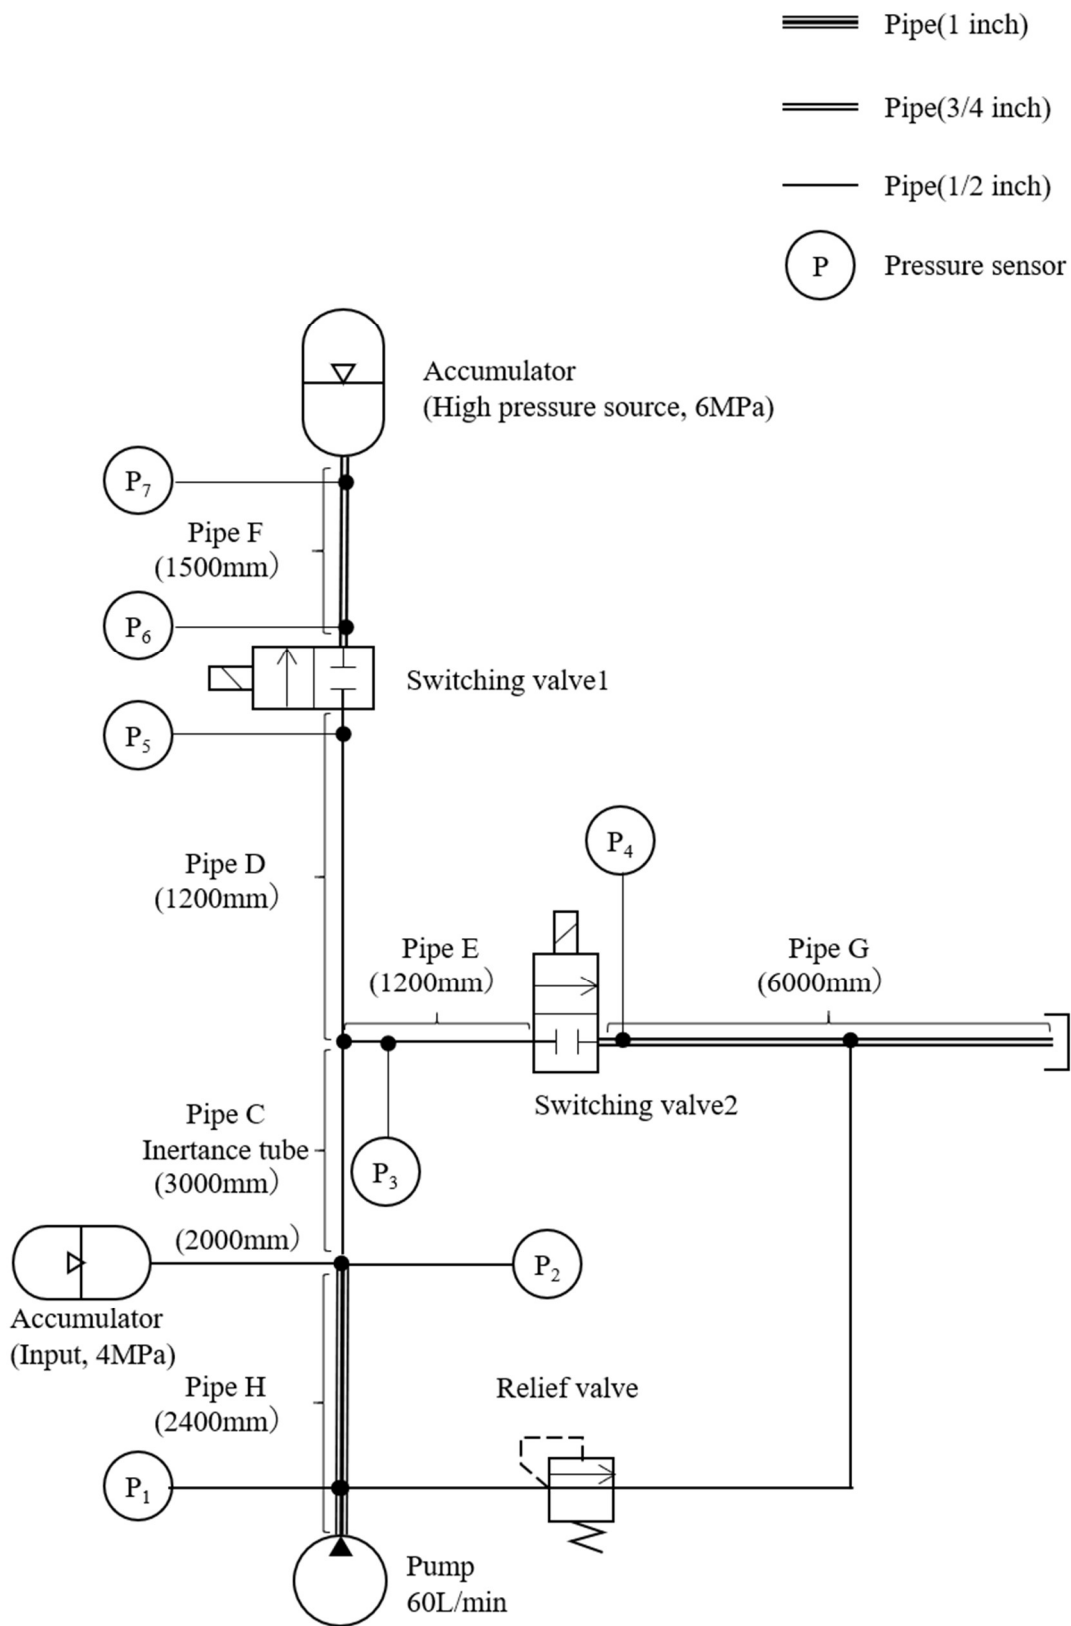 Pipe(1 inch)
Pipe(3/4 inch)
Pipe(1/2 inch)
P
Pressure sensor
Accumulator
(High pressure source, 6MPa)
P7
Pipe F
(1500mm)
P6
Switching valve1
P5
P4
Pipe D
(1200mm)
Pipe E
(1200mm)
Pipe G
(6000mm)
Switching valve2
Pipe C
Inertance tube
(3000mm)
P3
(2000mm)
P2
Accumulator
(Input, 4MPa)
Pipe H
(2400mm)
Relief valve
P1
Pump
60L/min